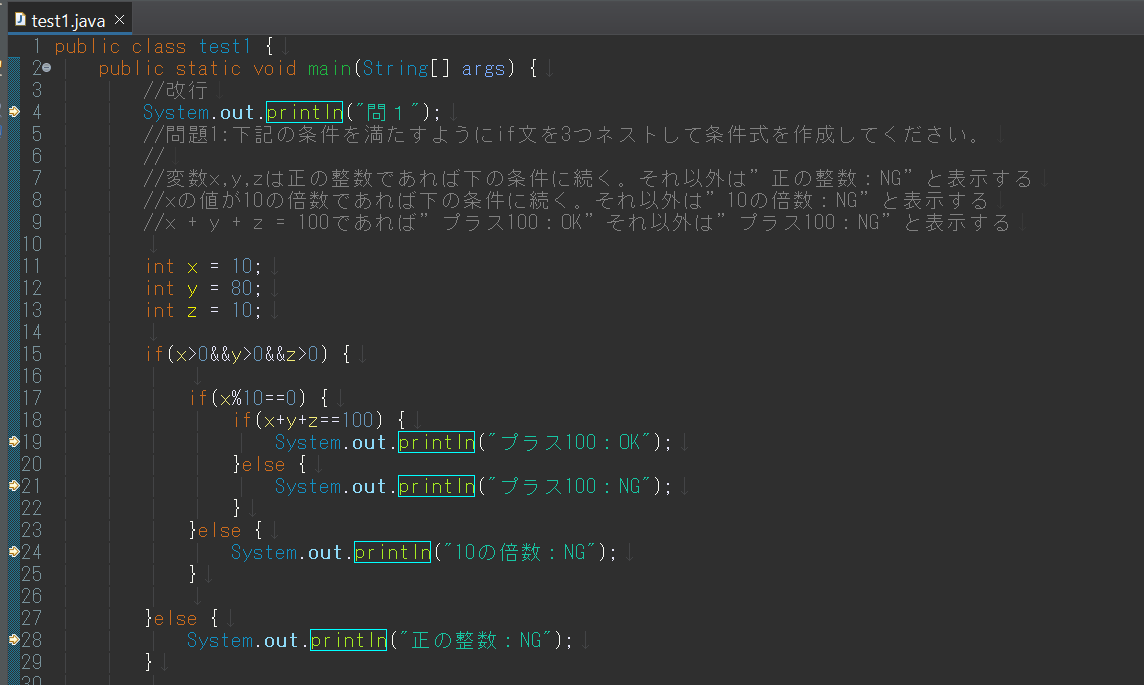 test1.java
1 public class test1 {
2 public static void main(String[] args) {
3 //改行
4 System.out.println("問１");
5 //問題1:下記の条件を満たすようにif文を3つネストして条件式を作成してください。
6 //
7 //変数x,y,zは正の整数であれば下の条件に続く。それ以外は”正の整数：NG”と表示する
8 //xの値が10の倍数であれば下の条件に続く。それ以外は”10の倍数：NG”と表示する
9 //x + y + z = 100であれば”プラス100：OK”それ以外は”プラス100：NG”と表示する
10
11 int x = 10;
12 int y = 80;
13 int z = 10;
14
15 if(x>0&&y>0&&z>0) {
16
17 if(x%10==0) {
18 if(x+y+z==100) {
19 System.out.println("プラス100：OK");
20 }else {
21 System.out.println("プラス100：NG");
22 }
23 }else {
24 System.out.println("10の倍数：NG");
25 }
26
27 }else {
28 System.out.println("正の整数：NG");
29 }
30